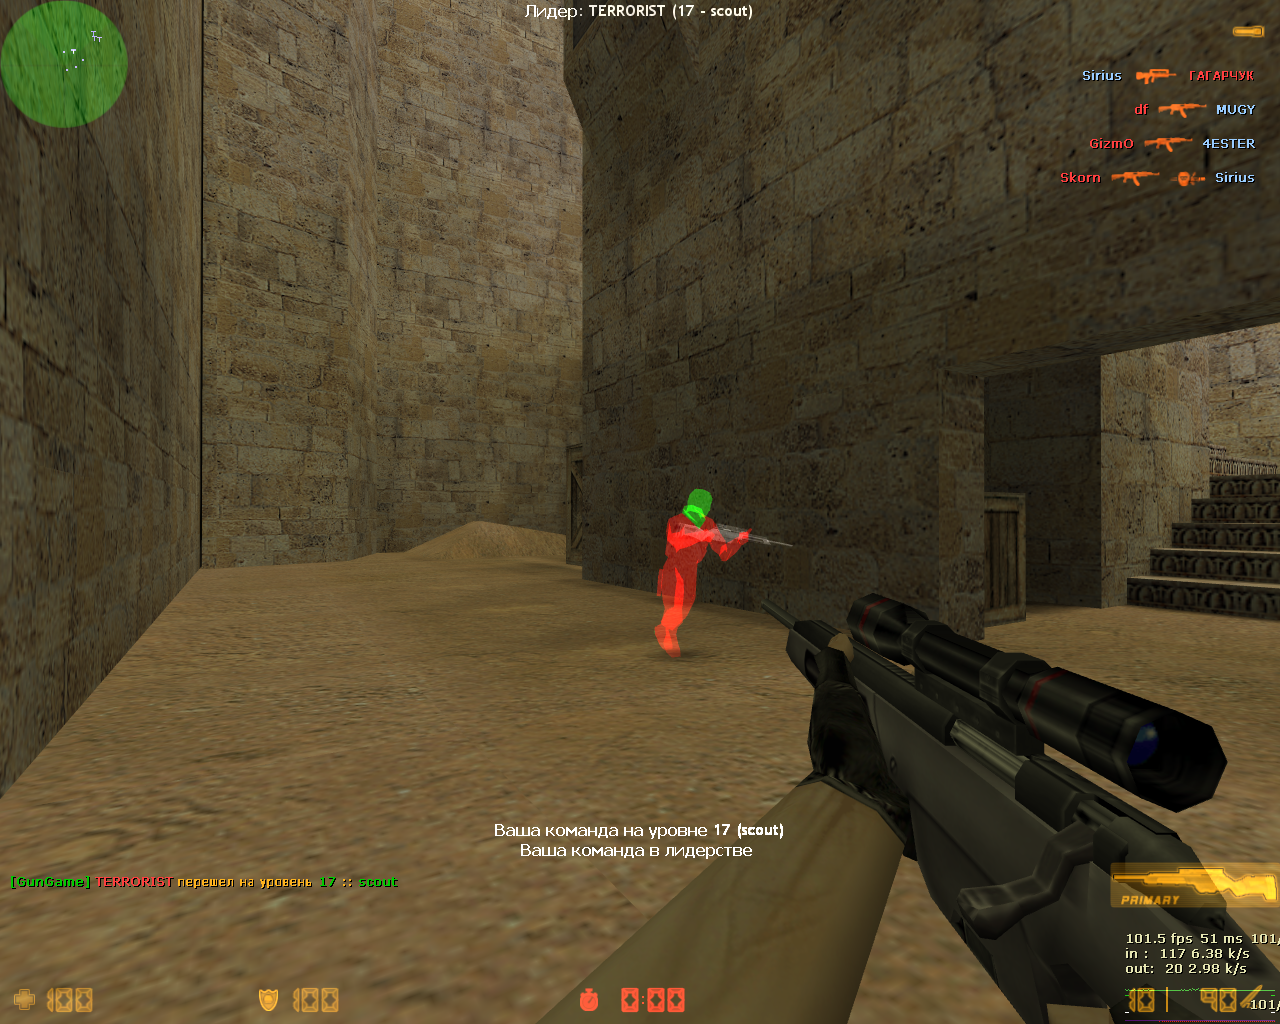 Лидер: TERRORIST (17 - scout)
Sirius ГАГАРЧУК
df MUGY
GizmO 4ESTER
Skorn Sirius
Ваша команда на уровне 17 (scout)
Ваша команда в лидерстве
[GunGame] TERRORIST перешел на уровень 17 :: scout
PRIMARY
101.5 fps 51 ms 101/
in : 117 6.38 k/s
out: 20 2.98 k/s
101/